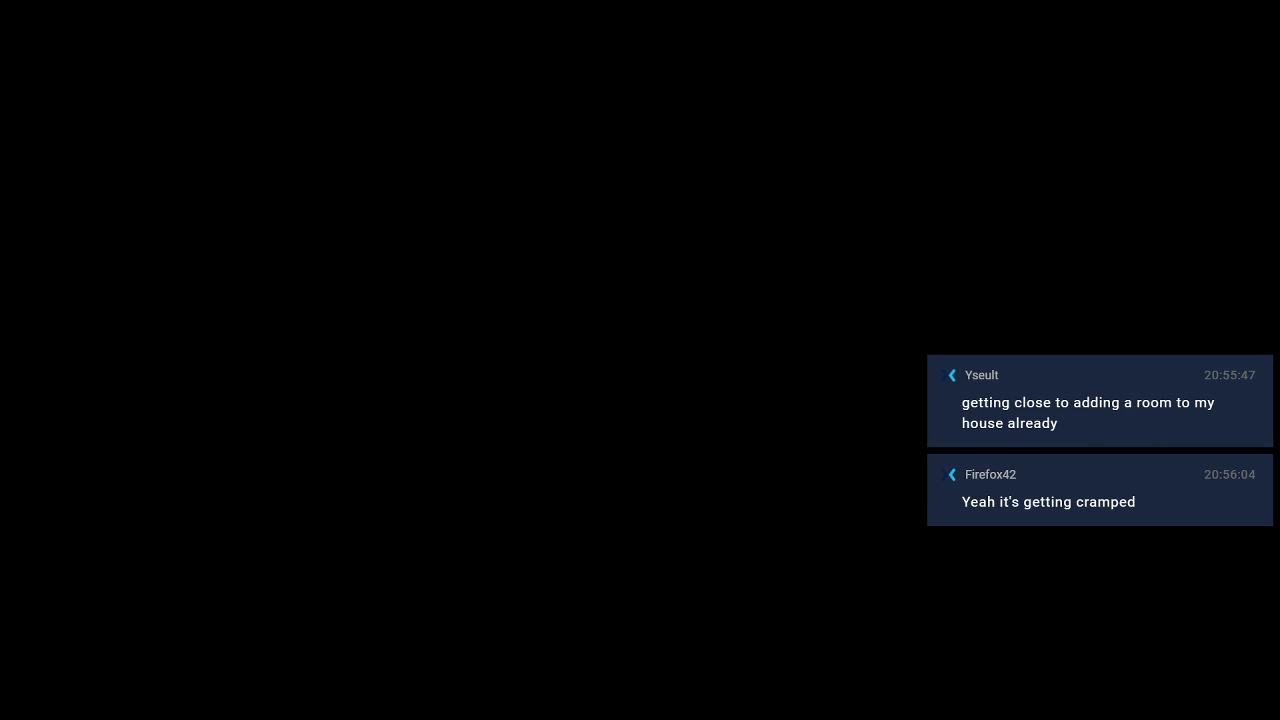 Yseult 20:55:47
getting close to adding a room to my
house already
Firefox42 20:56:04
Yeah it's getting cramped